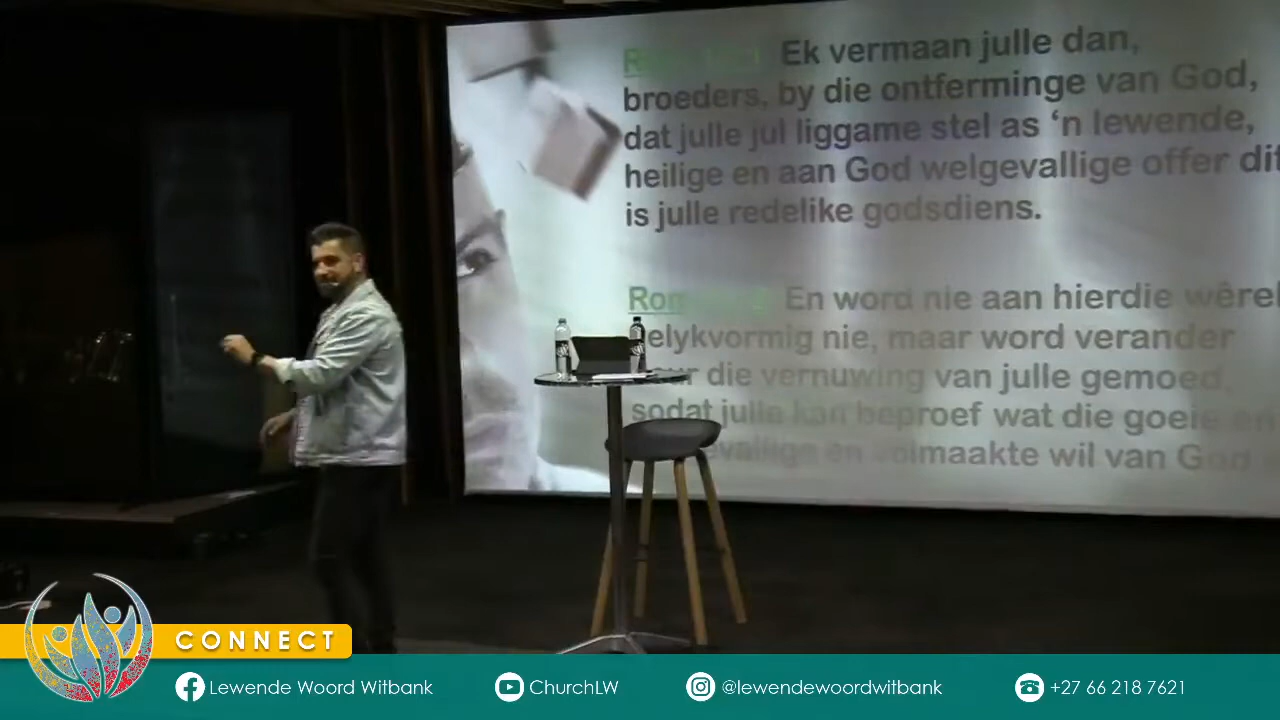 Ek vermaan julle dan,
broeders, by die ontferminge van God,
dat julle jul liggame stel as ‘n lewende,
heilige en aan God welgevallige offer dit
is julle redelike godsdiens.
En word nie aan hierdie
nie, maar word verander
die vernuwing van julle gemoed,
sodat julle kan beproef wat die goeie en
en volmaakte wil van God
CONNECT
Lewende Woord Witbank
ChurchLW
@lewendewoordwitbank
+27 66 218 7621